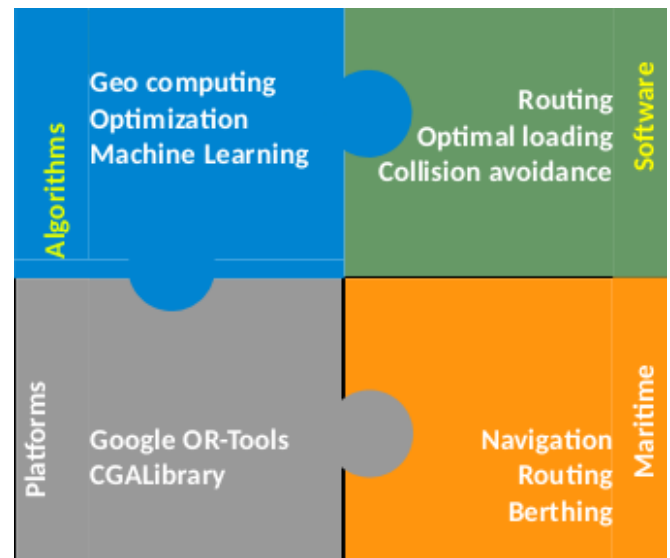 Algorithms
Geo computing
Optimization
Machine Learning
Routing
Optimal loading
Collision avoidance
Software
Platforms
Google OR-Tools
CGALibrary
Navigation
Routing
Berthing
Maritime